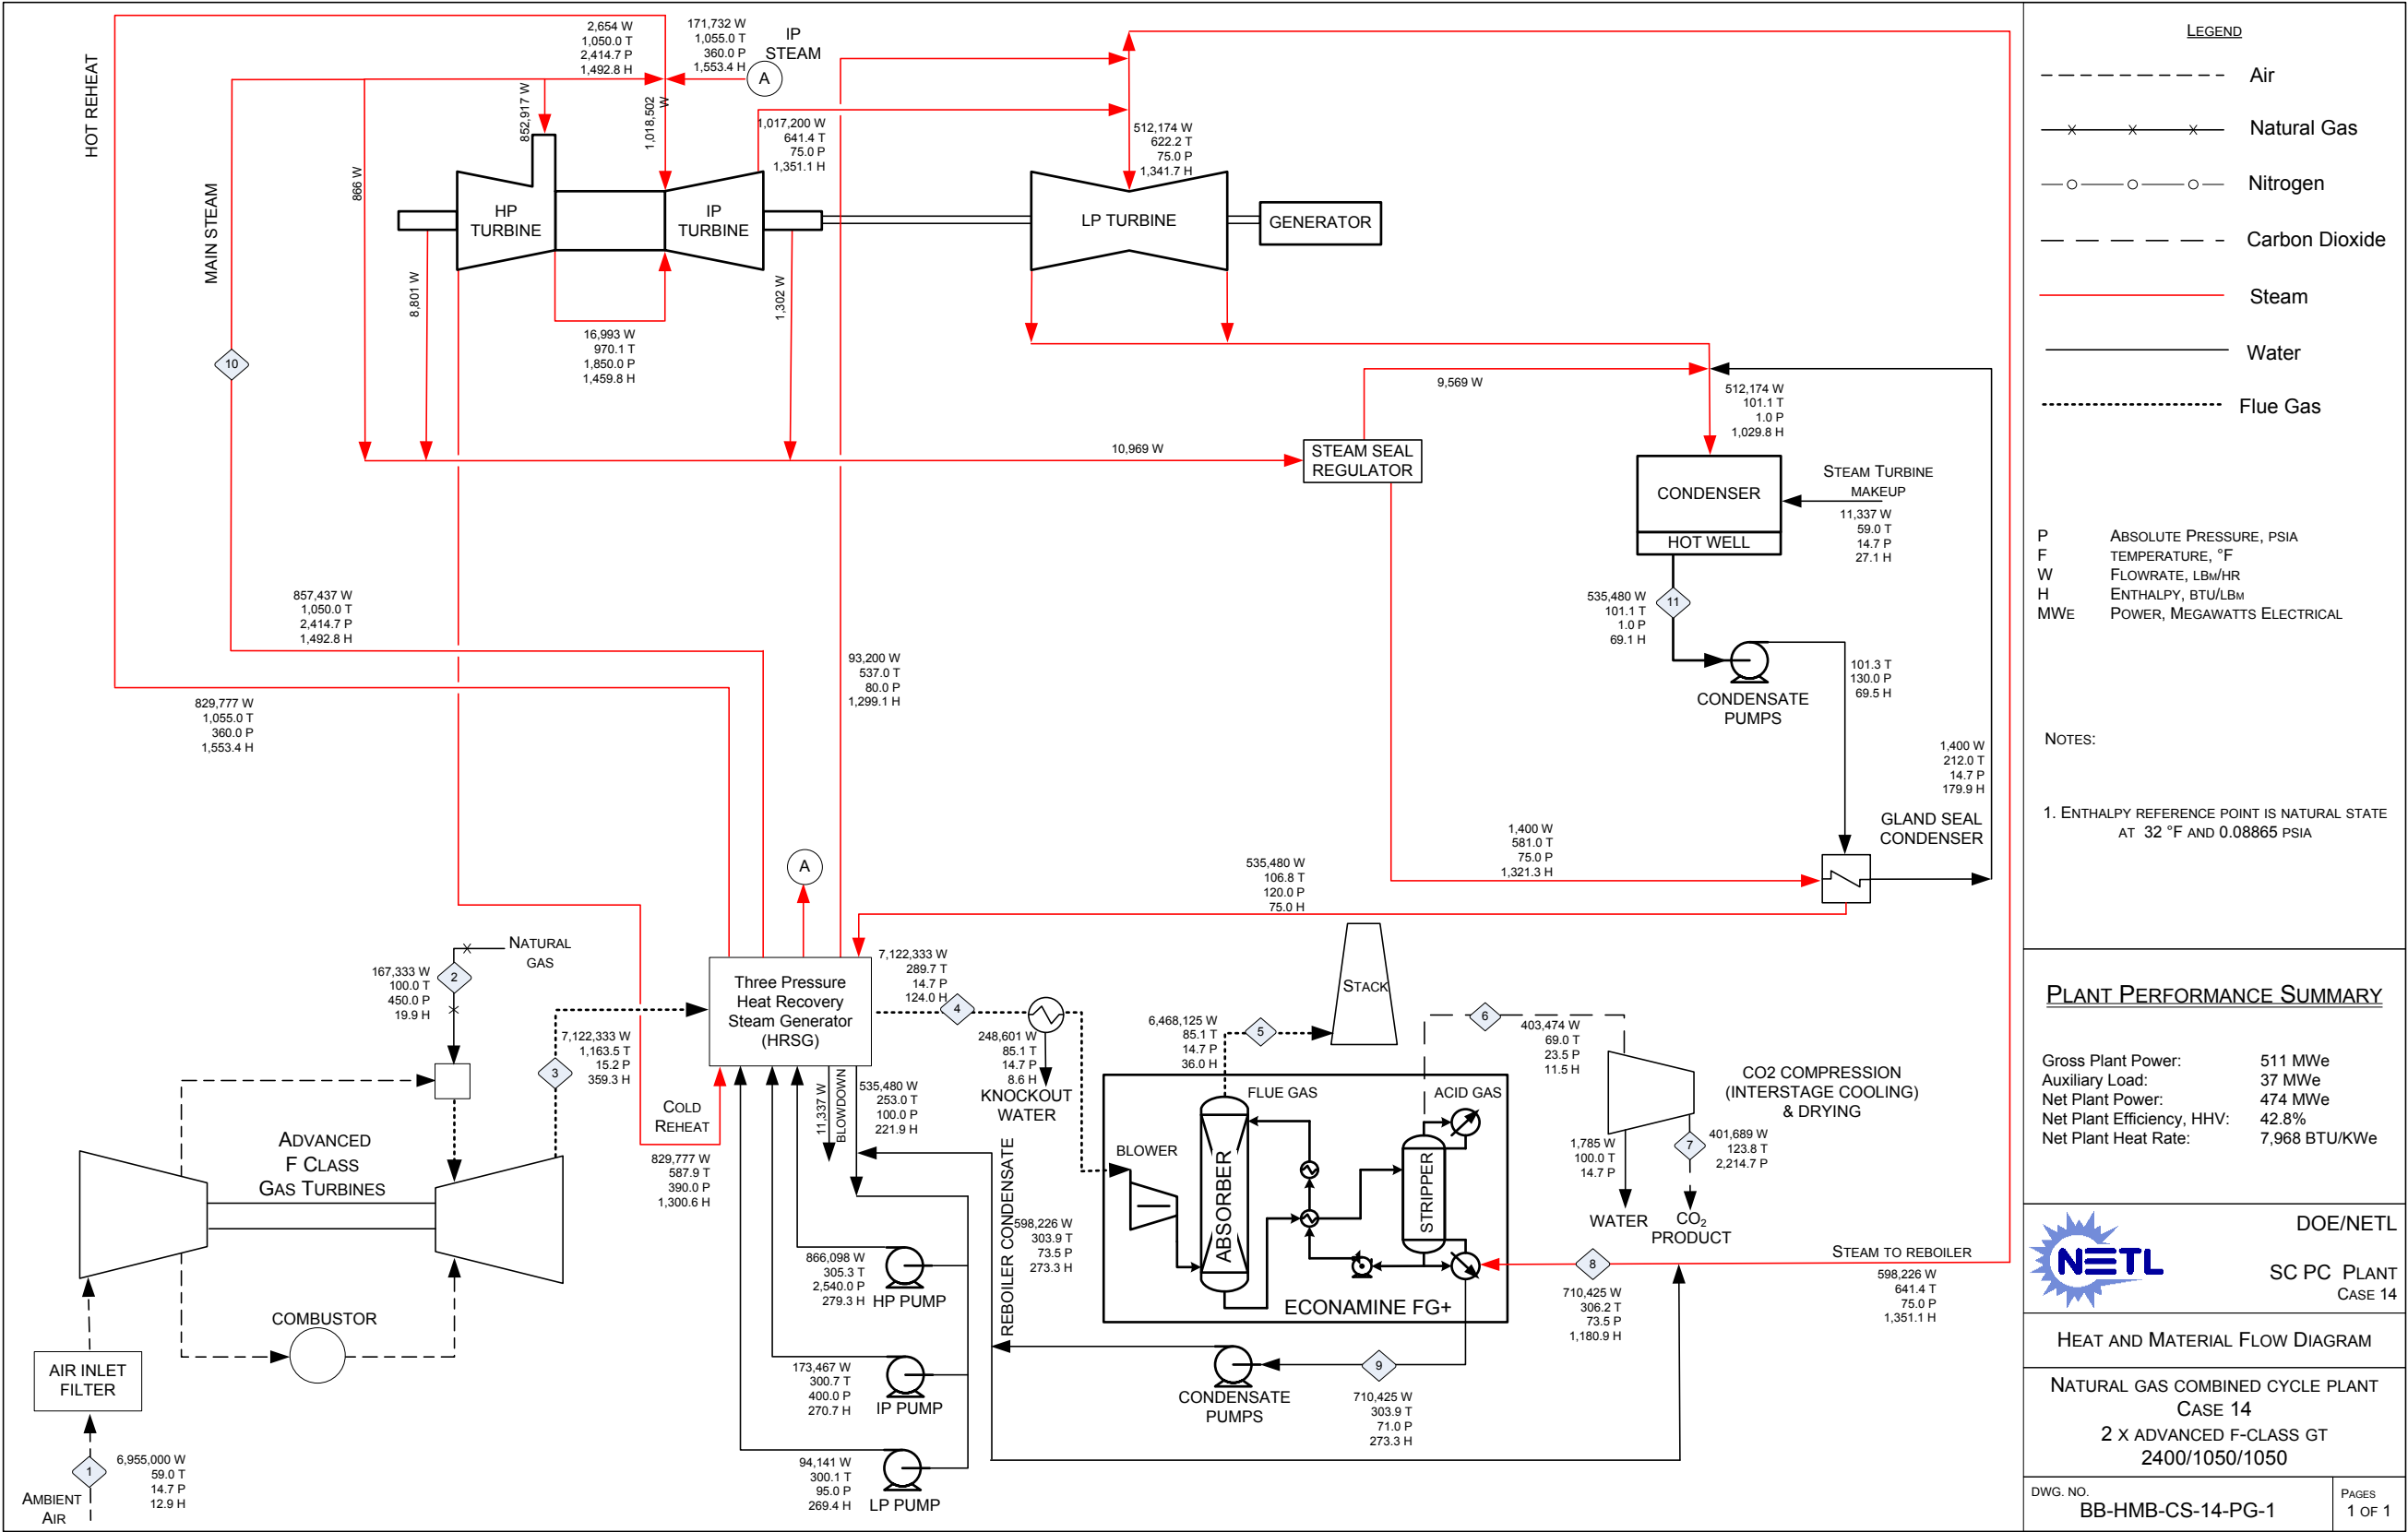 HOT REHEAT
2,654 W
1,050.0 T
2,414.7 P
1,492.8 H
171,732 W
1,055.0 T
360.0 P
1,553.4 H
IP
STEAM
A
852,917 W
1,018,502
W
866 W
MAIN STEAM
HP
TURBINE
IP
TURBINE
1,017,200 W
641.4 T
75.0 P
1,351.1 H
512,174 W
622.2 T
75.0 P
1,341.7 H
LP TURBINE
GENERATOR
8,801 W
1,302 W
16,993 W
970.1 T
1,850.0 P
1,459.8 H
10
10,969 W
STEAM SEAL
REGULATOR
9,569 W
512,174 W
101.1 T
1.0 P
1,029.8 H
CONDENSER
HOT WELL
STEAM TURBINE
MAKEUP
11,337 W
59.0 T
14.7 P
27.1 H
535,480 W
101.1 T
1.0 P
69.1 H
11
CONDENSATE
PUMPS
101.3 T
130.0 P
69.5 H
857,437 W
1,050.0 T
2,414.7 P
1,492.8 H
829,777 W
1,055.0 T
360.0 P
1,553.4 H
93,200 W
537.0 T
80.0 P
1,299.1 H
1,400 W
212.0 T
14.7 P
179.9 H
GLAND SEAL
CONDENSER
1,400 W
581.0 T
75.0 P
1,321.3 H
535,480 W
106.8 T
120.0 P
75.0 H
A
NATURAL
GAS
167,333 W
100.0 T
450.0 P
19.9 H
2
7,122,333 W
1,163.5 T
15.2 P
359.3 H
3
Three Pressure
Heat Recovery
Steam Generator
(HRSG)
7,122,333 W
289.7 T
14.7 P
124.0 H
4
248,601 W
85.1 T
14.7 P
8.6 H
KNOCKOUT
WATER
STACK
6,468,125 W
85.1 T
14.7 P
36.0 H
5
6
403,474 W
69.0 T
23.5 P
11.5 H
CO2 COMPRESSION
(INTERSTAGE COOLING)
& DRYING
1,785 W
100.0 T
14.7 P
7
401,689 W
123.8 T
2,214.7 P
WATER
CO2
PRODUCT
FLUE GAS
ACID GAS
BLOWER
ABSORBER
STRIPPER
ECONAMINE FG+
COLD
REHEAT
829,777 W
587.9 T
390.0 P
1,300.6 H
11,337 W
BLOWDOWN
535,480 W
253.0 T
100.0 P
221.9 H
REBOILER CONDENSATE
598,226 W
303.9 T
73.5 P
273.3 H
866,098 W
305.3 T
2,540.0 P
279.3 H
HP PUMP
173,467 W
300.7 T
400.0 P
270.7 H
IP PUMP
94,141 W
300.1 T
95.0 P
269.4 H
LP PUMP
CONDENSATE
PUMPS
9
710,425 W
303.9 T
71.0 P
273.3 H
8
710,425 W
306.2 T
73.5 P
1,180.9 H
STEAM TO REBOILER
598,226 W
641.4 T
75.0 P
1,351.1 H
ADVANCED
F CLASS
GAS TURBINES
COMBUSTOR
AIR INLET
FILTER
1
6,955,000 W
59.0 T
14.7 P
12.9 H
AMBIENT
AIR
LEGEND
Air
Natural Gas
Nitrogen
Carbon Dioxide
Steam
Water
Flue Gas
P ABSOLUTE PRESSURE, PSIA
F TEMPERATURE, °F
W FLOWRATE, LBM/HR
H ENTHALPY, BTU/LBM
MWE POWER, MEGAWATTS ELECTRICAL
NOTES:
1. ENTHALPY REFERENCE POINT IS NATURAL STATE
AT 32 °F AND 0.08865 PSIA
PLANT PERFORMANCE SUMMARY
Gross Plant Power: 511 MWe
Auxiliary Load: 37 MWe
Net Plant Power: 474 MWe
Net Plant Efficiency, HHV: 42.8%
Net Plant Heat Rate: 7,968 BTU/KWe
NETL
DOE/NETL
SC PC PLANT
CASE 14
HEAT AND MATERIAL FLOW DIAGRAM
NATURAL GAS COMBINED CYCLE PLANT
CASE 14
2 X ADVANCED F-CLASS GT
2400/1050/1050
DWG. NO.
BB-HMB-CS-14-PG-1
PAGES
1 OF 1